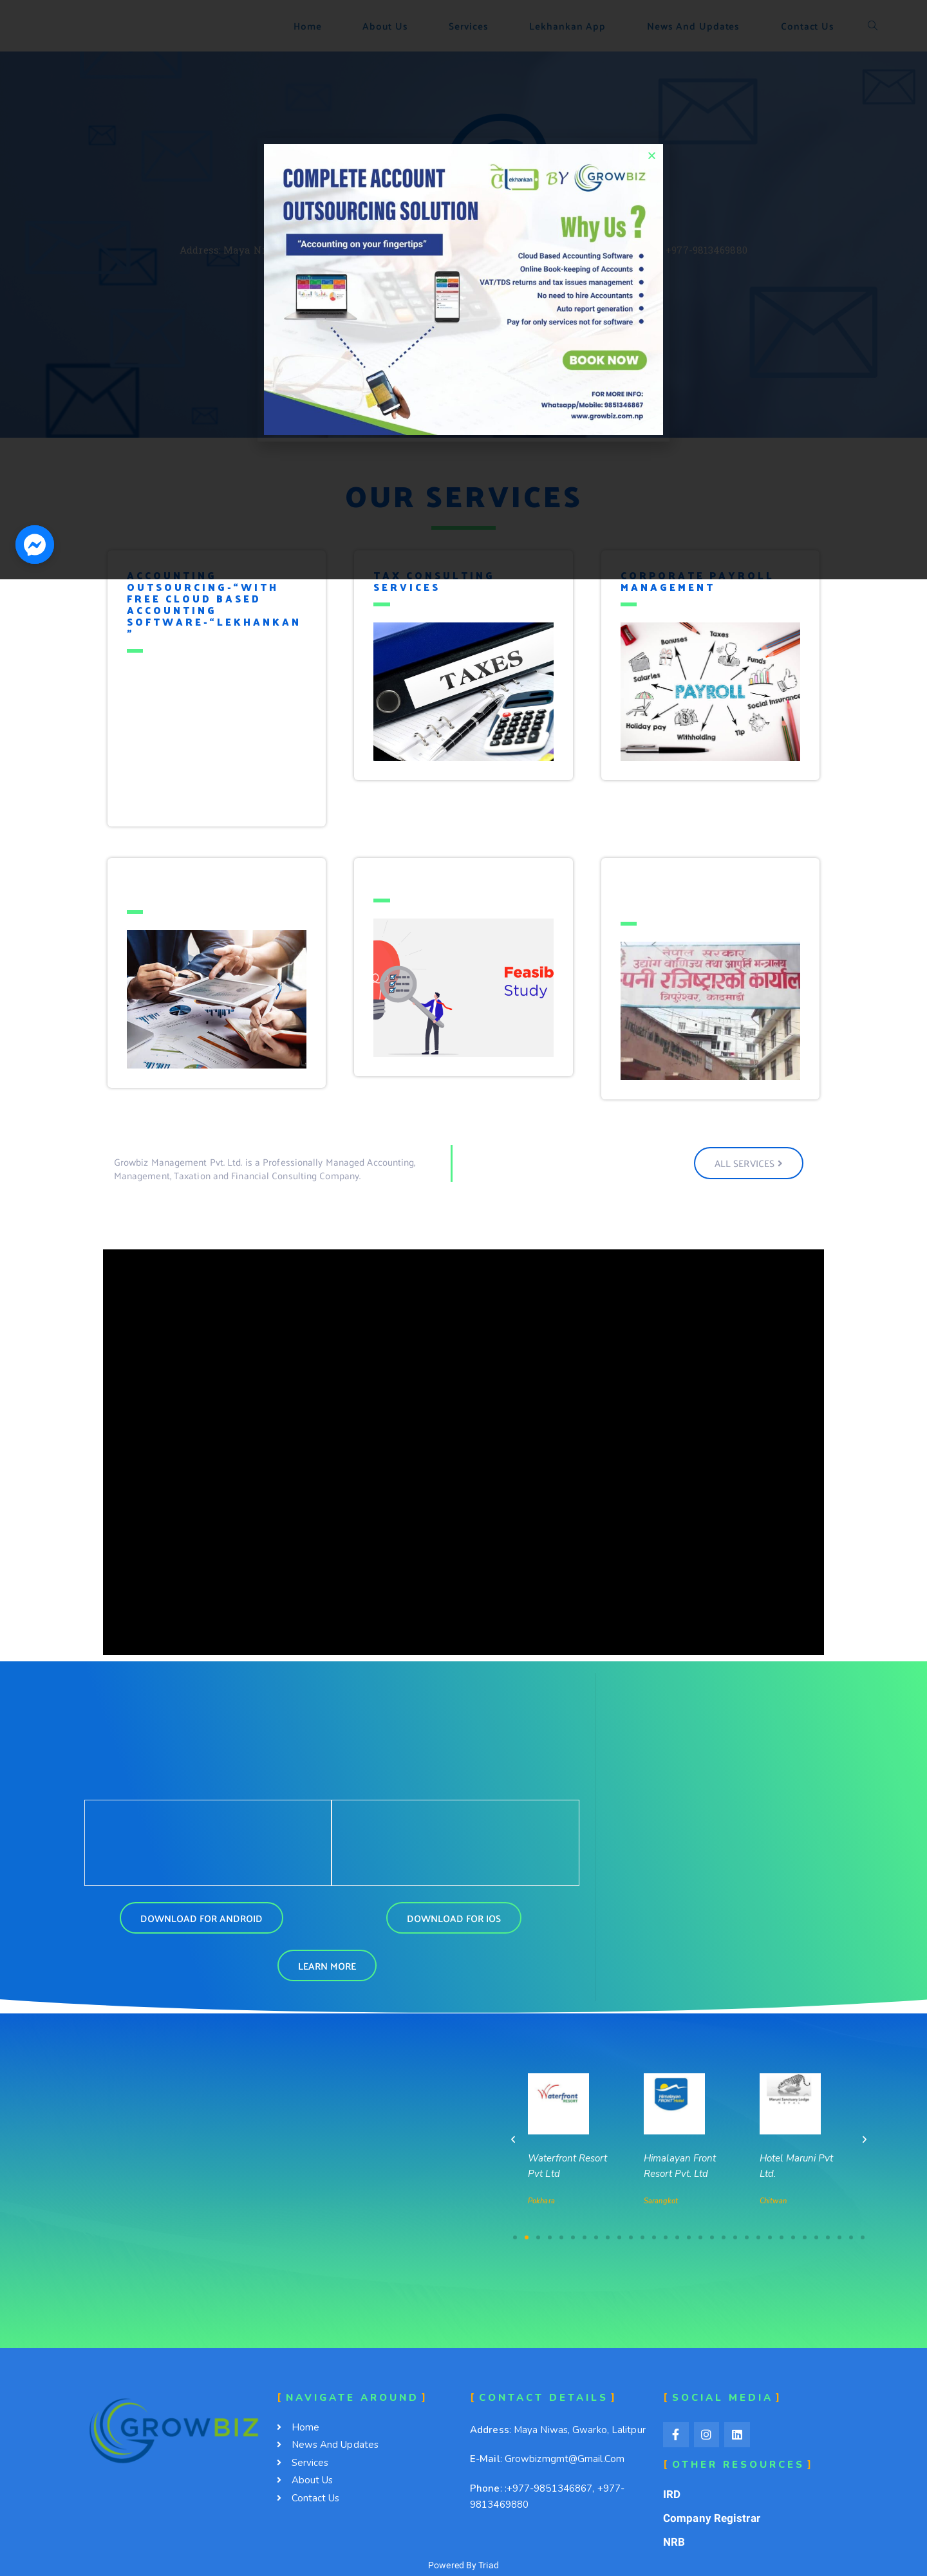 Home
About Us
Services
Lekhankan App
News And Updates
Contact Us
Address: Maya N
+977-9813469880
COMPLETE ACCOUNT
OUTSOURCING SOLUTION
"Accounting on your fingertips"
ekhankan
BY
GROWBIZ
Why Us ?
Cloud Based Accounting Software
Online Book-keeping of Accounts
VAT/TDS returns and tax issues management
No need to hire Accountants
Auto report generation
Pay for only services not for software
BOOK NOW
FOR MORE INFO:
Whatsapp/Mobile: 9851346867
www.growbiz.com.np
OUR SERVICES
ACCOUNTING
OUTSOURCING-"WITH
FREE CLOUD BASED
ACCOUNTING
SOFTWARE-"LEKHANKAN
"
TAX CONSULTING
SERVICES
CORPORATE PAYROLL
MANAGEMENT
TAXES
Bonuses
Taxes
Funds
Salaries
PAYROLL
Social Insurance
Holiday pay
Withholding
Tip
Feasib
Study
नेपाल सरकार
उद्योग वाणिज्य तथा आपूर्ति मन्त्रालय
पनी रजिष्ट्रारको कार्याल
त्रिपुरेश्वर, काठमाडौं
Growbiz Management Pvt. Ltd. is a Professionally Managed Accounting,
Management, Taxation and Financial Consulting Company.
ALL SERVICES
DOWNLOAD FOR ANDROID
DOWNLOAD FOR IOS
LEARN MORE
Waterfront
RESORT
Himalayan
FRONT Resort
Maruni Sanctuary Lodge
NEPAL
Waterfront Resort
Pvt Ltd
Himalayan Front
Resort Pvt. Ltd
Hotel Maruni Pvt
Ltd.
Pokhara
Sarangkot
Chitwan
GROWBIZ
[ NAVIGATE AROUND ]
Home
News And Updates
Services
About Us
Contact Us
[ CONTACT DETAILS ]
Address: Maya Niwas, Gwarko, Lalitpur
E-Mail: Growbizmgmt@Gmail.Com
Phone: :+977-9851346867, +977-
9813469880
[ SOCIAL MEDIA ]
[ OTHER RESOURCES ]
IRD
Company Registrar
NRB
Powered By Triad